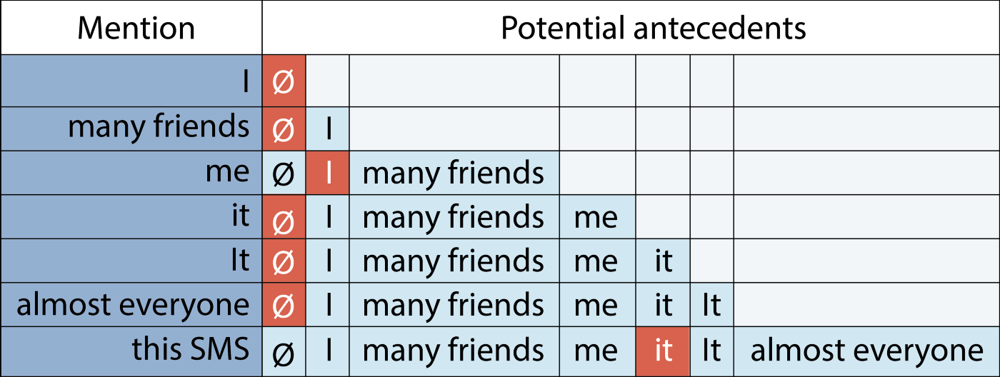 Mention Potential antecedents
I Ø
many friends Ø I
me Ø I many friends
it Ø I many friends me
It Ø I many friends me it
almost everyone Ø I many friends me it It
this SMS Ø I many friends me it It almost everyone